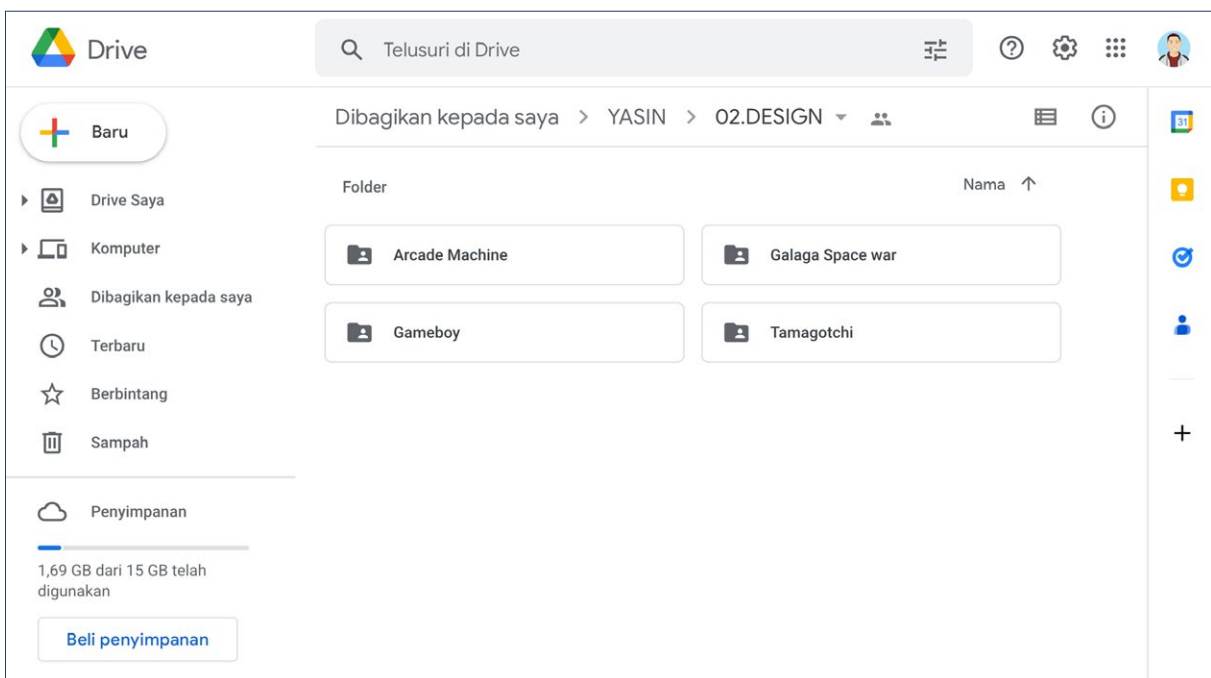 Drive
Telusuri di Drive
Baru
Dibagikan kepada saya > YASIN > 02.DESIGN
31
Drive Saya
Komputer
Dibagikan kepada saya
Terbaru
Berbintang
Sampah
Penyimpanan
1,69 GB dari 15 GB telah
digunakan
Beli penyimpanan
Folder
Nama
Arcade Machine
Galaga Space war
Gameboy
Tamagotchi